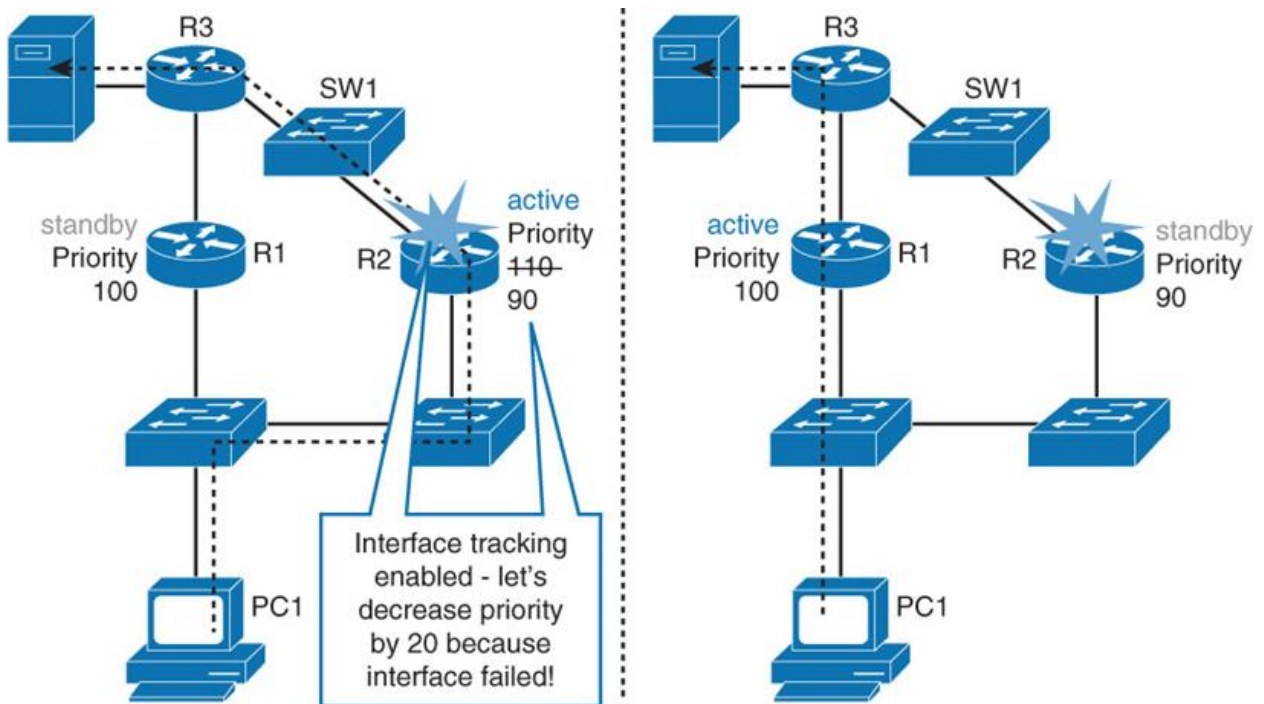 R3
SW1
standby
Priority
100
R1
R2
active
Priority
110
90
PC1
Interface tracking
enabled - let's
decrease priority
by 20 because
interface failed!
R3
SW1
active
Priority
100
R1
R2
standby
Priority
90
PC1